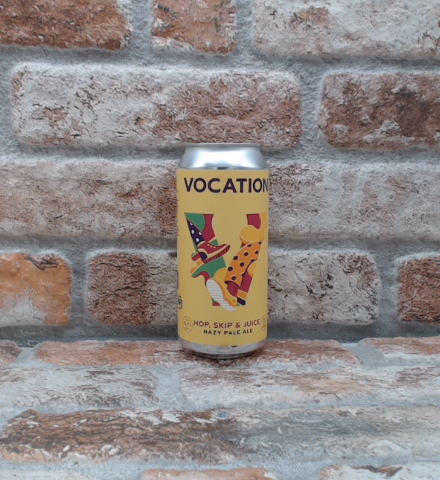 VOCATION
HOP, SKIP & JUICE
HAZY PALE ALE